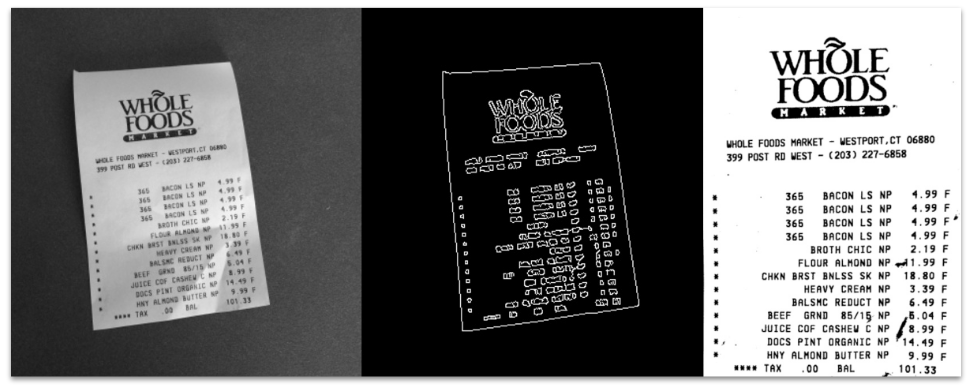 WHOLE
FOODS
MARKET
WHOLE FOODS MARKET - WESTPORT,CT 06880
399 POST RD WEST - (203) 227-6858
* 365 BACON LS NP 4.99 F
* 365 BACON LS NP 4.99 F
* 365 BACON LS NP 4.99 F
* 365 BACON LS NP 4.99 F
* BROTH CHIC NP 2.19 F
* FLOUR ALMOND NP 11.99 F
* CHKN BRST BNLSS SK NP 18.80 F
* HEAVY CREAM NP 3.39 F
* BALSMC REDUCT NP 6.49 F
* BEEF GRND 85/15 NP 5.04 F
* JUICE COF CASHEW C NP 8.99 F
* DOCS PINT ORGANIC NP 14.49 F
* HNY ALMOND BUTTER NP 9.99 F
**** TAX .00 BAL 101.33
WHOLE
FOODS
WHOLE
FOODS
MARKET
WHOLE FOODS MARKET - WESTPORT,CT 06880
399 POST RD WEST - (203) 227-6858
* 365 BACON LS NP 4.99 F
* 365 BACON LS NP 4.99 F
* 365 BACON LS NP 4.99 F
* 365 BACON LS NP 4.99 F
* BROTH CHIC NP 2.19 F
* FLOUR ALMOND NP 11.99 F
* CHKN BRST BNLSS SK NP 18.80 F
* HEAVY CREAM NP 3.39 F
* BALSMC REDUCT NP 6.49 F
* BEEF GRND 85/15 NP 5.04 F
* JUICE COF CASHEW C NP 8.99 F
* DOCS PINT ORGANIC NP 14.49 F
* HNY ALMOND BUTTER NP 9.99 F
**** TAX .00 BAL 101.33